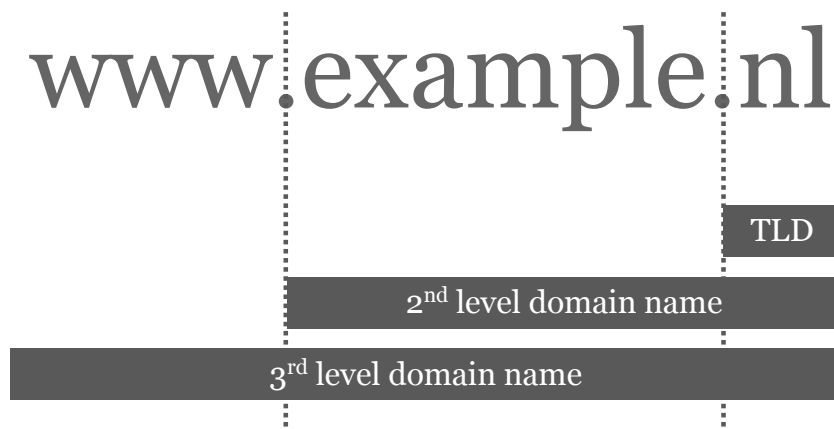 www.example.nl
TLD
2nd level domain name
3rd level domain name